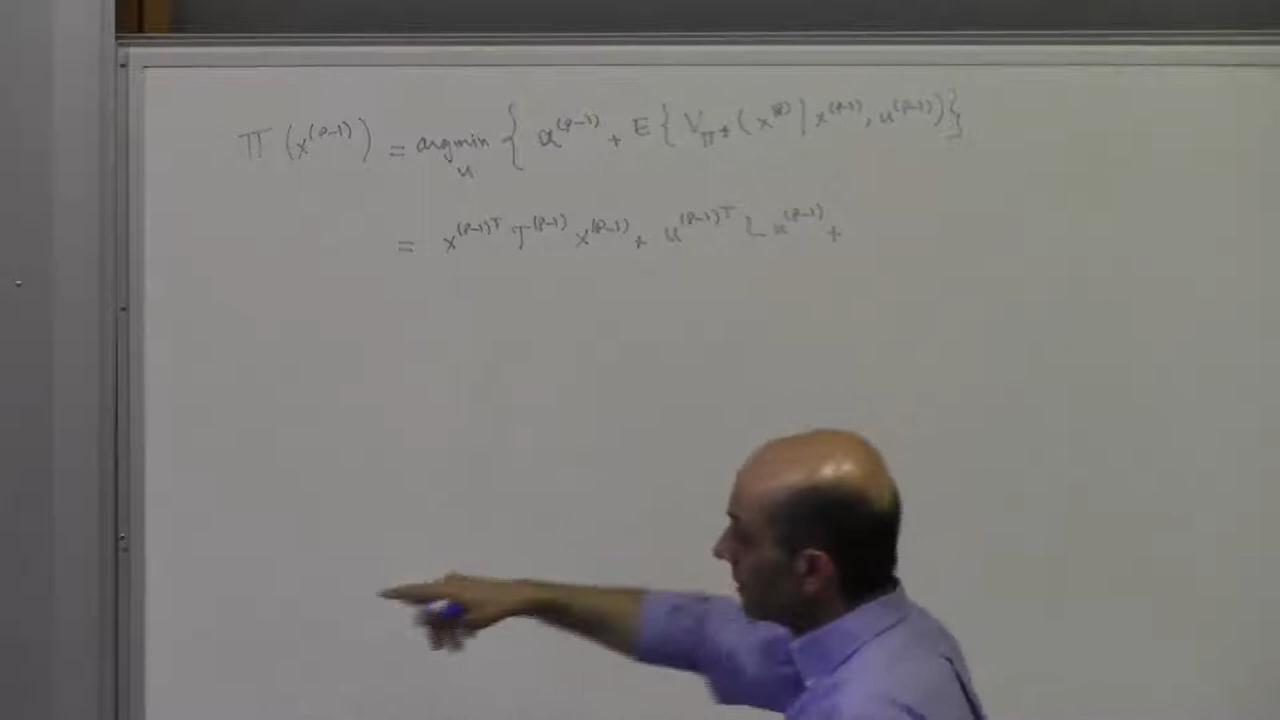 π (x^(p-1)) = argmin_u { α^(p-1) + E { V_π* (x^(p) | x^(p-1), u^(p-1)) } }
= x^(p-1)T T^(p-1) x^(p-1) + u^(p-1)T L u^(p-1) +